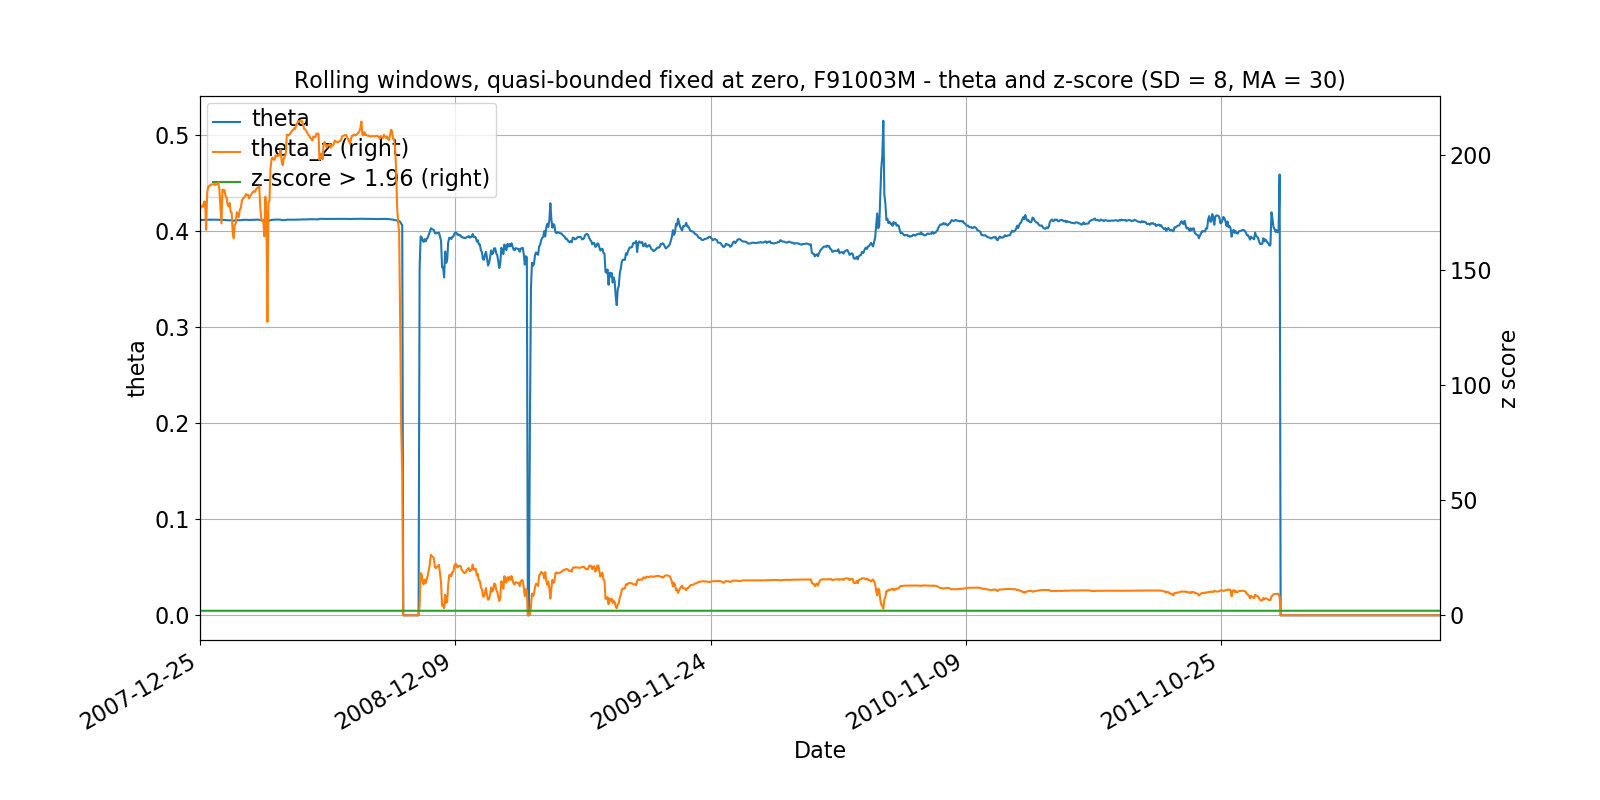 Rolling windows, quasi-bounded fixed at zero, F91003M - theta and z-score (SD = 8, MA = 30)
theta
theta_z (right)
z-score > 1.96 (right)
0.5
0.4
0.3
0.2
0.1
0.0
theta
200
150
100
50
0
z score
2007-12-25
2008-12-09
2009-11-24
2010-11-09
2011-10-25
Date